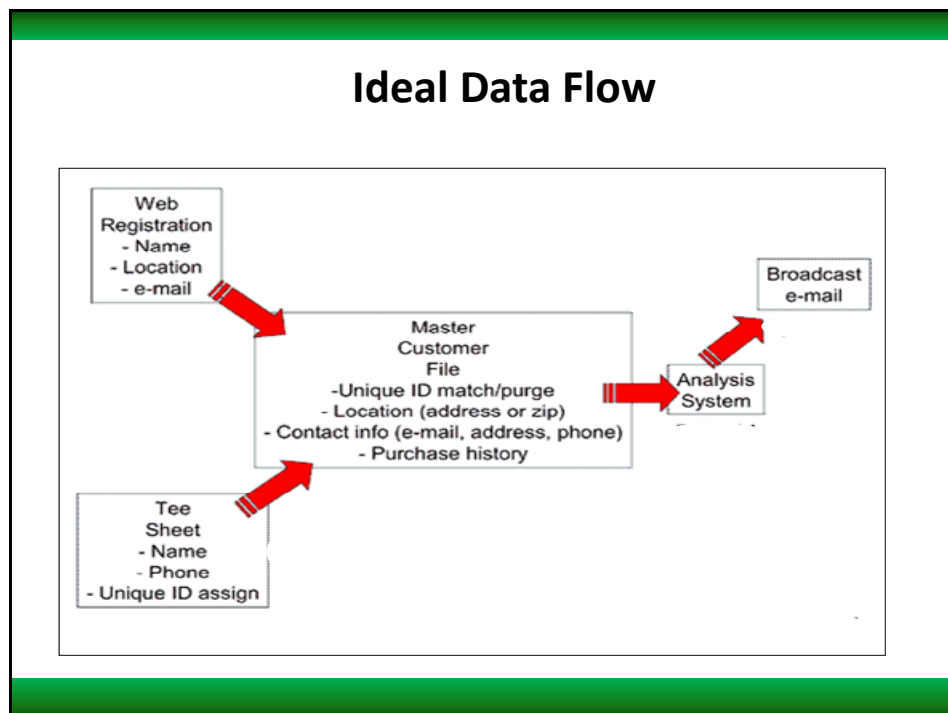 Ideal Data Flow
Web
Registration
- Name
- Location
- e-mail
Master
Customer
File
-Unique ID match/purge
- Location (address or zip)
- Contact info (e-mail, address, phone)
- Purchase history
Tee
Sheet
- Name
- Phone
- Unique ID assign
Analysis
System
Broadcast
e-mail